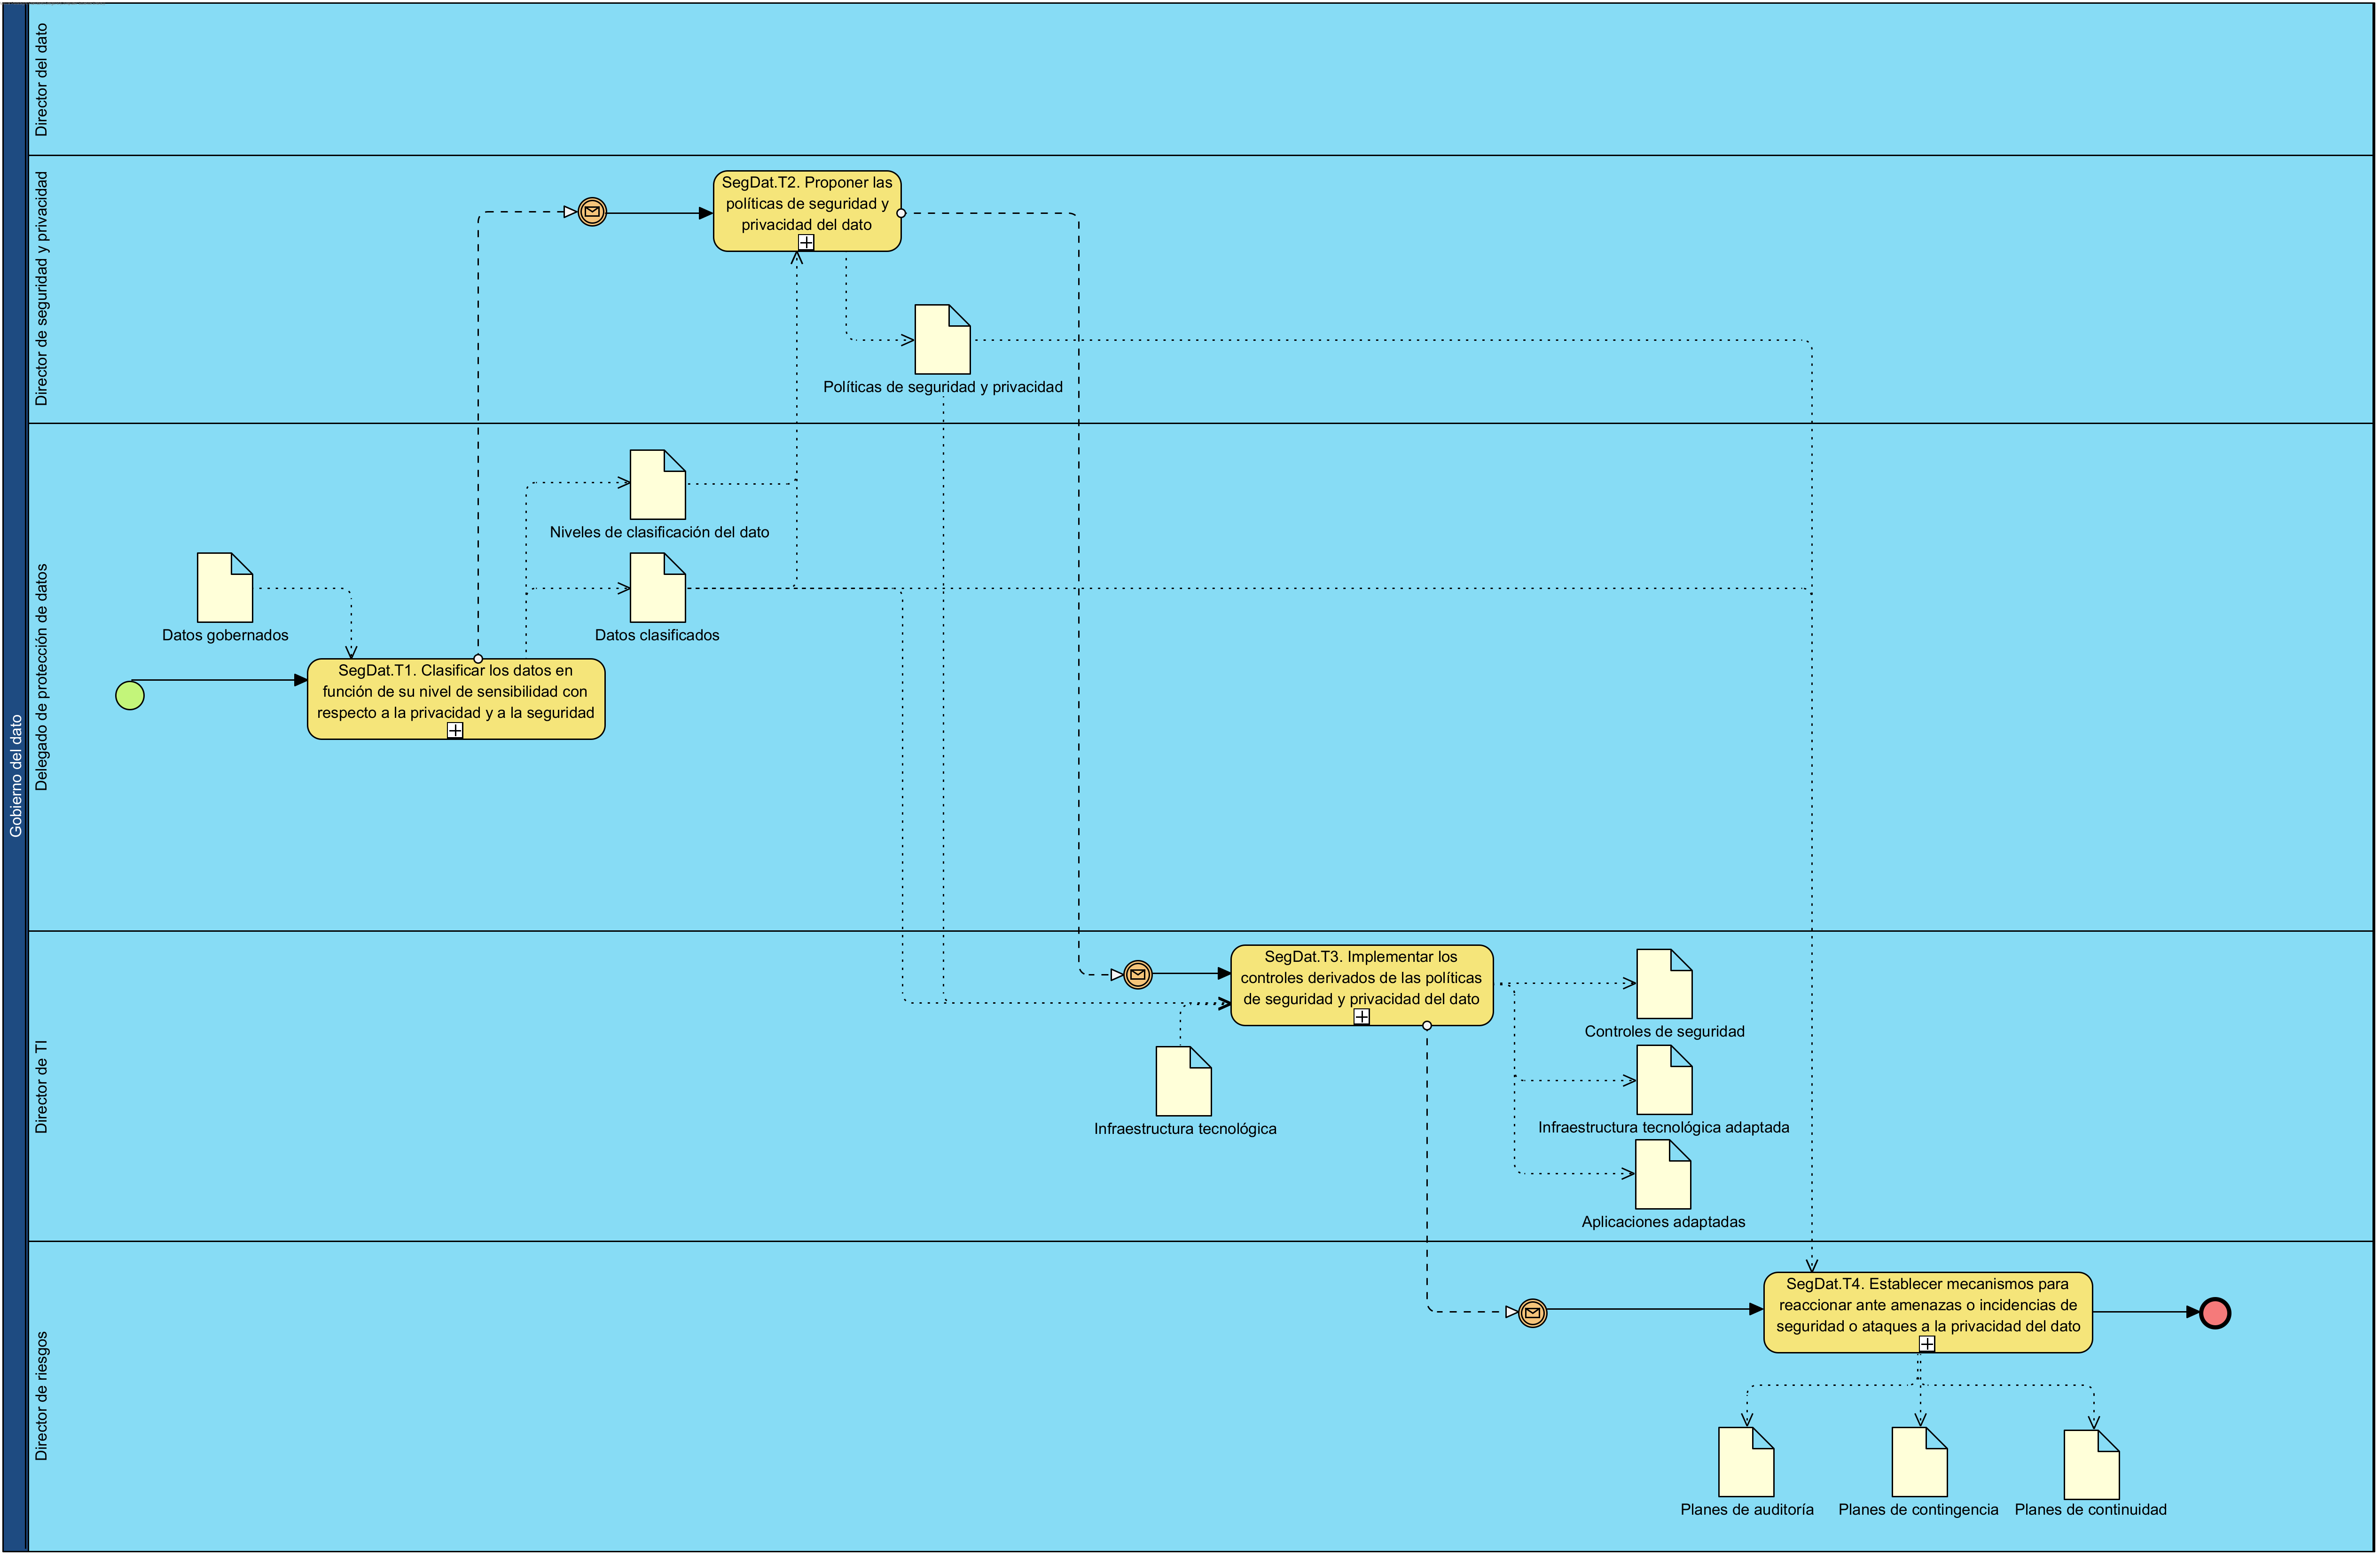 Gobierno del dato
Director del dato
Director de seguridad y privacidad
SegDat.T2. Proponer las
políticas de seguridad y
privacidad del dato
Políticas de seguridad y privacidad
Delegado de protección de datos
Niveles de clasificación del dato
Datos gobernados
Datos clasificados
SegDat.T1. Clasificar los datos en
función de su nivel de sensibilidad con
respecto a la privacidad y a la seguridad
Director de TI
SegDat.T3. Implementar los
controles derivados de las políticas
de seguridad y privacidad del dato
Controles de seguridad
Infraestructura tecnológica
Infraestructura tecnológica adaptada
Aplicaciones adaptadas
Director de riesgos
SegDat.T4. Establecer mecanismos para
reaccionar ante amenazas o incidencias de
seguridad o ataques a la privacidad del dato
Planes de auditoría
Planes de contingencia
Planes de continuidad